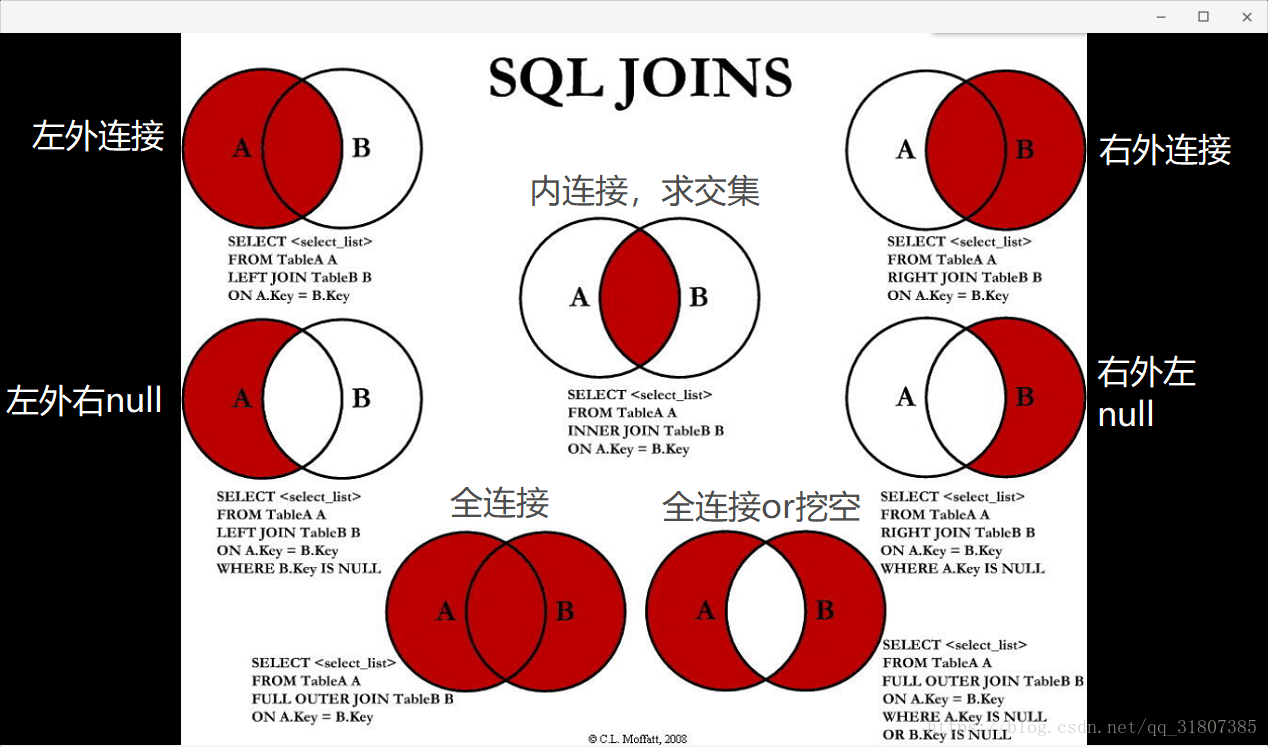 SQL JOINS
左外连接
A
B
SELECT <select_list>
FROM TableA A
LEFT JOIN TableB B
ON A.Key = B.Key
右外连接
A
B
SELECT <select_list>
FROM TableA A
RIGHT JOIN TableB B
ON A.Key = B.Key
内连接，求交集
A
B
SELECT <select_list>
FROM TableA A
INNER JOIN TableB B
ON A.Key = B.Key
左外右null
A
B
SELECT <select_list>
FROM TableA A
LEFT JOIN TableB B
ON A.Key = B.Key
WHERE B.Key IS NULL
右外左
null
A
B
SELECT <select_list>
FROM TableA A
RIGHT JOIN TableB B
ON A.Key = B.Key
WHERE A.Key IS NULL
全连接
A
B
SELECT <select_list>
FROM TableA A
FULL OUTER JOIN TableB B
ON A.Key = B.Key
全连接or挖空
A
B
SELECT <select_list>
FROM TableA A
FULL OUTER JOIN TableB B
ON A.Key = B.Key
WHERE A.Key IS NULL
OR B.Key IS NULL
© C.L. Moffatt, 2008
https://blog.csdn.net/qq_31807385